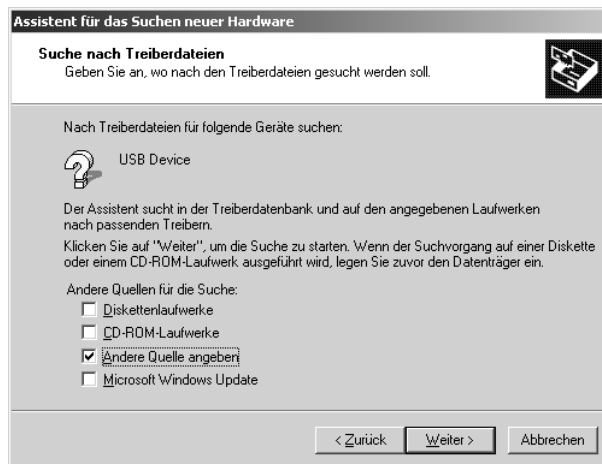 Assistent für das Suchen neuer Hardware
Suche nach Treiberdateien
Geben Sie an, wo nach den Treiberdateien gesucht werden soll.
Nach Treiberdateien für folgende Geräte suchen:
USB Device
Der Assistent sucht in der Treiberdatenbank und auf den angegebenen Laufwerken
nach passenden Treibern.
Klicken Sie auf "Weiter", um die Suche zu starten. Wenn der Suchvorgang auf einer Diskette
oder einem CD-ROM-Laufwerk ausgeführt wird, legen Sie zuvor den Datenträger ein.
Andere Quellen für die Suche:
Diskettenlaufwerke
CD-ROM-Laufwerke
Andere Quelle angeben
Microsoft Windows Update
< Zurück
Weiter >
Abbrechen